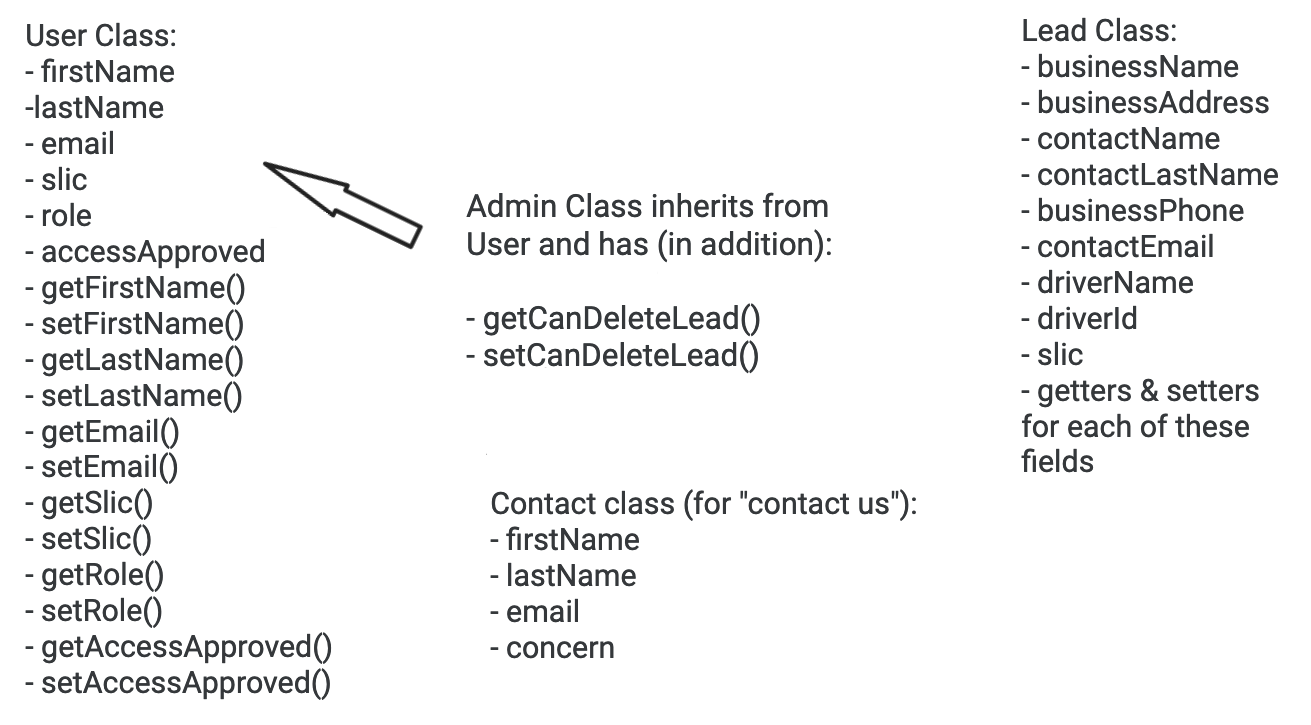 User Class:
- firstName
-lastName
- email
- slic
- role
- accessApproved
- getFirstName()
- setFirstName()
- getLastName()
- setLastName()
- getEmail()
- setEmail()
- getSlic()
- setSlic()
- getRole()
- setRole()
- getAccessApproved()
- setAccessApproved()
Admin Class inherits from
User and has (in addition):
- getCanDeleteLead()
- setCanDeleteLead()
Contact class (for "contact us"):
- firstName
- lastName
- email
- concern
Lead Class:
- businessName
- businessAddress
- contactName
- contactLastName
- businessPhone
- contactEmail
- driverName
- driverId
- slic
- getters & setters
for each of these
fields